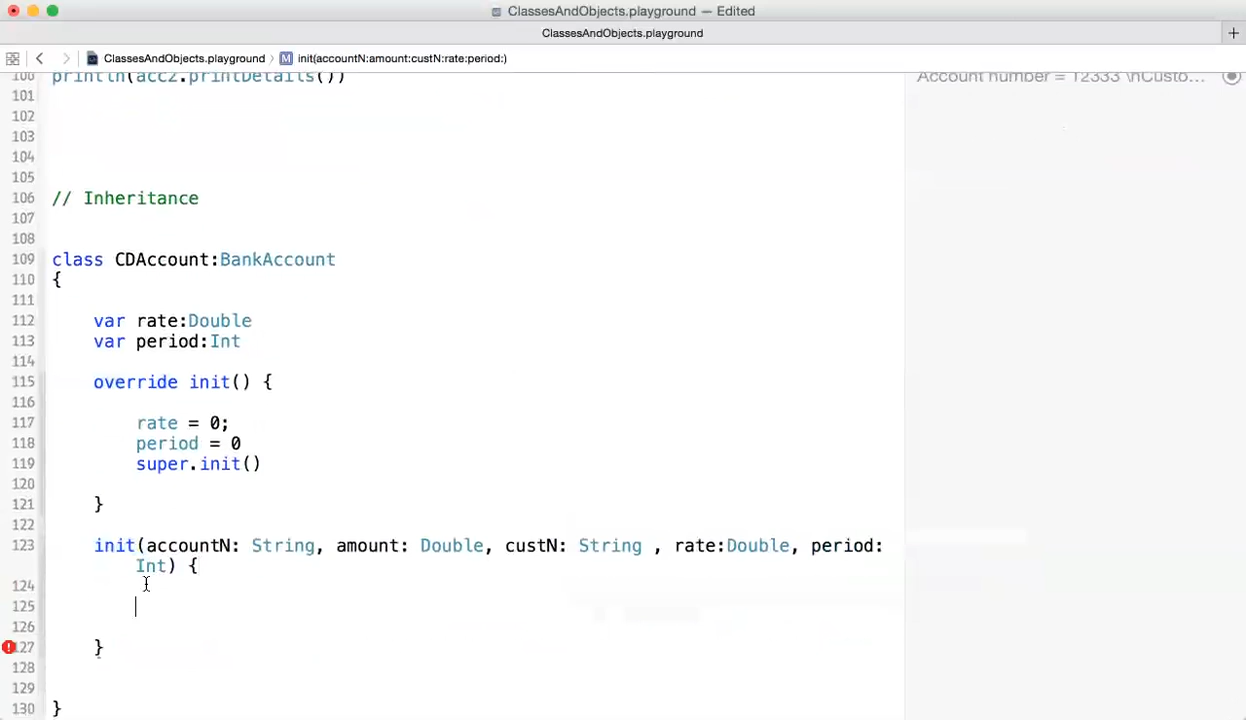 ClassesAndObjects.playground — Edited
ClassesAndObjects.playground
ClassesAndObjects.playground init(accountN:amount:custN:rate:period:)
100 println(acc2.printDetails()) Account number = 12333 \nCusto...
101
102
103
104
105
106 // Inheritance
107
108
109 class CDAccount:BankAccount
110 {
111
112 var rate:Double
113 var period:Int
114
115 override init() {
116
117 rate = 0;
118 period = 0
119 super.init()
120
121 }
122
123 init(accountN: String, amount: Double, custN: String , rate:Double, period:
Int) {
124
125
126
127 }
128
129
130 }